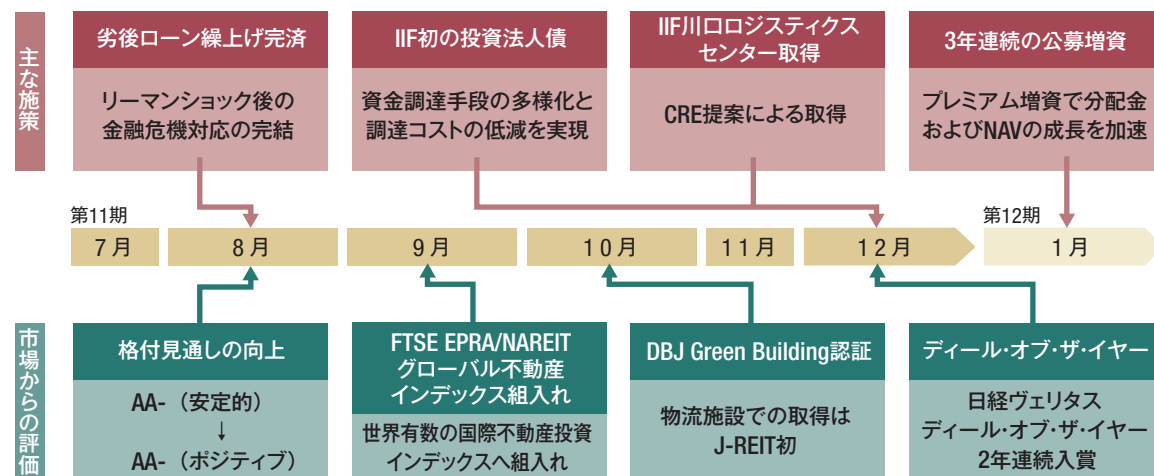 主な施策
劣後ローン繰上げ完済
リーマンショック後の
金融危機対応の完結
IIF初の投資法人債
資金調達手段の多様化と
調達コストの低減を実現
IIF川口ロジスティクス
センター取得
CRE提案による取得
3年連続の公募増資
プレミアム増資で分配金
およびNAVの成長を加速
第11期
第12期
7月
8月
9月
10月
11月
12月
1月
市場からの評価
格付見通しの向上
AA-（安定的）
↓
AA-（ポジティブ）
FTSE EPRA/NAREIT
グローバル不動産
インデックス組入れ
世界有数の国際不動産投資
インデックスへ組入れ
DBJ Green Building認証
物流施設での取得は
J-REIT初
ディール・オブ・ザ・イヤー
日経ヴェリタス
ディール・オブ・ザ・イヤー
2年連続入賞